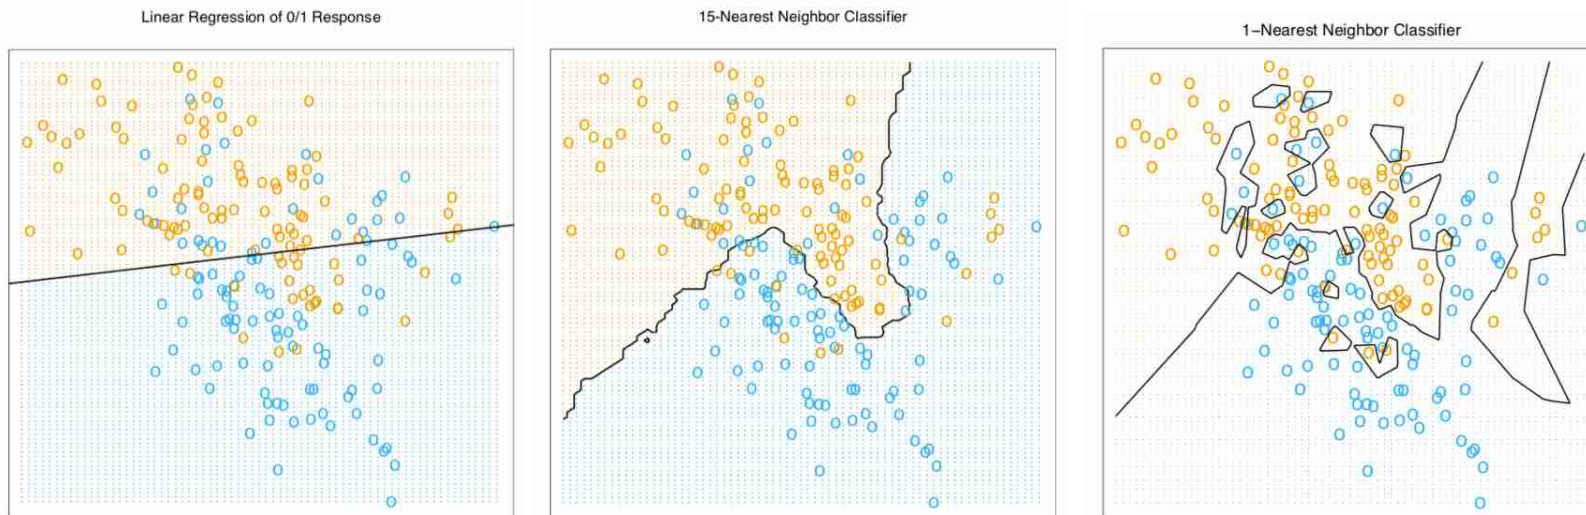 Linear Regression of 0/1 Response
15-Nearest Neighbor Classifier
1–Nearest Neighbor Classifier